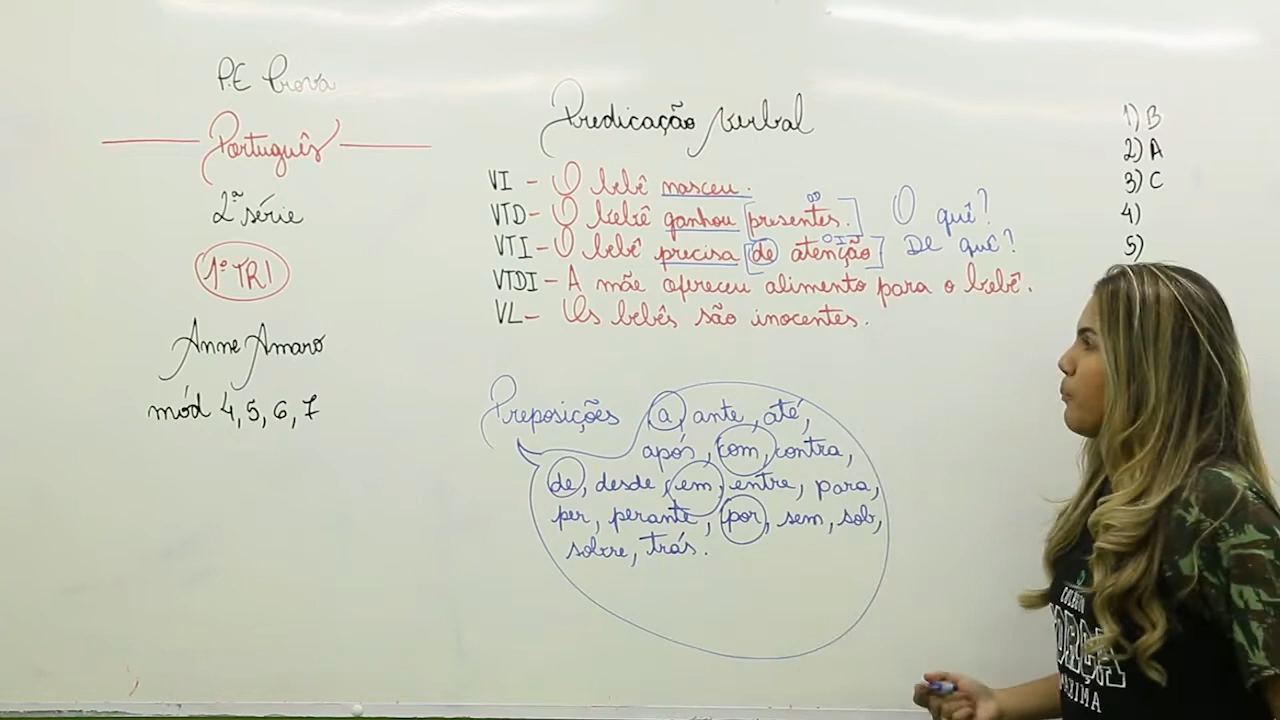 P.E Prova
Português
2ª série
1º TRI
Anne Amaro
mód 4, 5, 6, 7
Predicação verbal
VI - O bebê nasceu.
OD
VTD - O bebê ganhou [presentes.] O quê?
OI
VTI - O bebê precisa [de atenção] De quê?
VTDI - A mãe ofereceu alimento para o bebê.
VL - Os bebês são inocentes.
Preposições a, ante, até,
após, com, contra,
de, desde, em, entre, para,
per, perante, por, sem, sob,
sobre, trás.
1) B
2) A
3) C
4)
5)